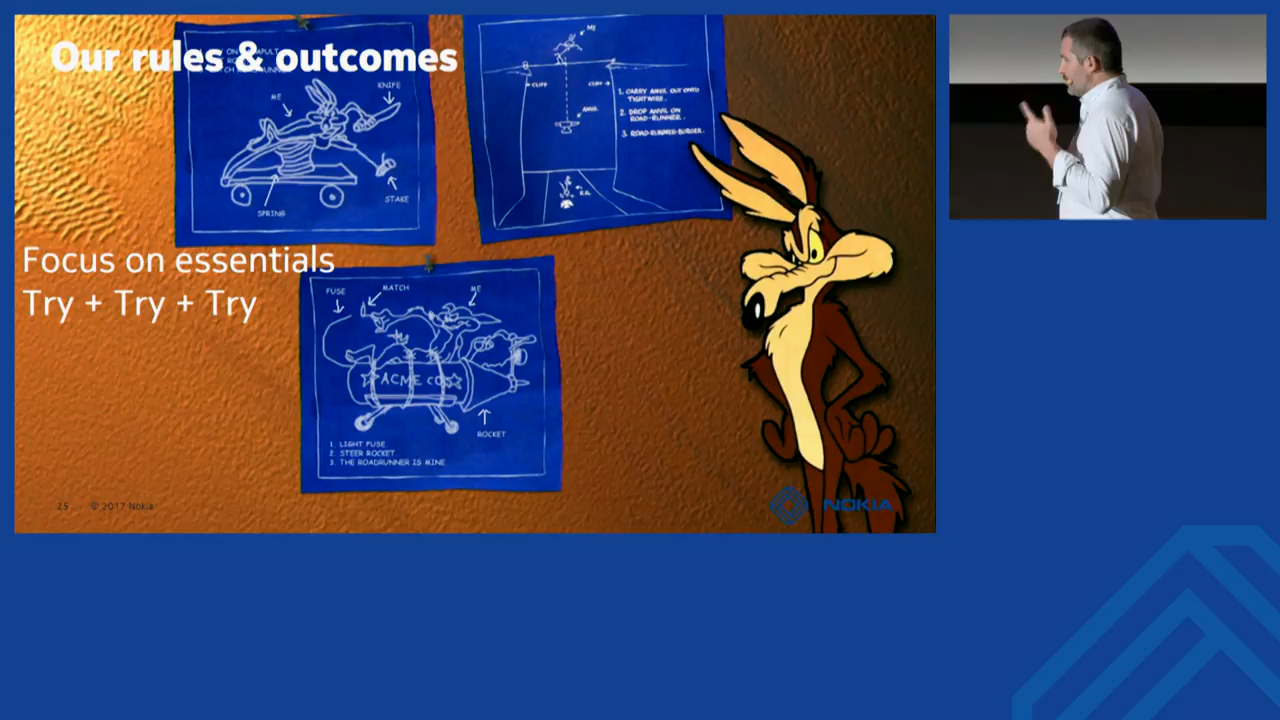 Our rules & outcomes
ME
KNIFE
SPRING
STAKE
ME
CLIFF
CLIFF
ANVIL
1. CARRY ANVIL OUT ONTO
TIGHTWIRE.
2. DROP ANVIL ON
ROAD-RUNNER.
3. ROAD-RUNNER-BURGER.
Focus on essentials
Try + Try + Try
FUSE
MATCH
ME
ACME CO
ROCKET
1. LIGHT FUSE
2. STEER ROCKET
3. THE ROADRUNNER IS MINE
25
© 2017 Nokia
NOKIA